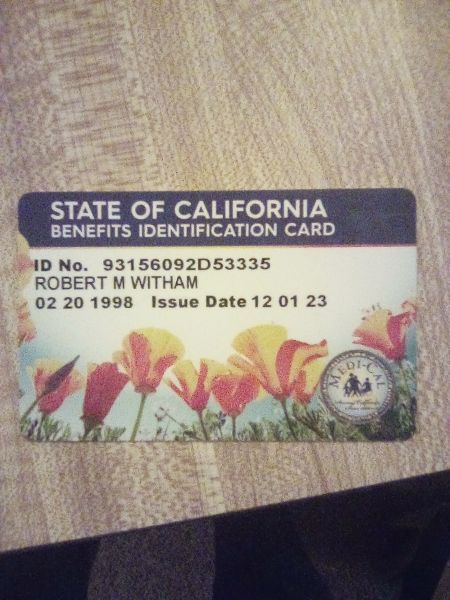 STATE OF CALIFORNIA
BENEFITS IDENTIFICATION CARD
ID No. 93156092D53335
ROBERT M WITHAM
02 20 1998 Issue Date 12 01 23
MEDI-CAL